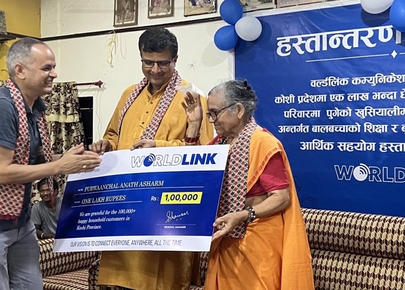 हस्तान्तरण
वर्ल्डलिंक कम्युनिकेश
कोशी प्रदेशमा एक लाख भन्दा
परिवारमा पुगेको खुसियाली
अन्तर्गत बालबच्चाको शिक्षा र
आर्थिक सहयोग हस्ता
WORLD
WORLDLINK
PURWANCHAL ANATH ASHARM
ONE LAKH RUPEES
Rs: 1,00,000
We are grateful for the 100,000+
happy household customers in
Koshi Province.
OUR VISION IS TO CONNECT EVERYONE, ANYWHERE, ALL THE TIME